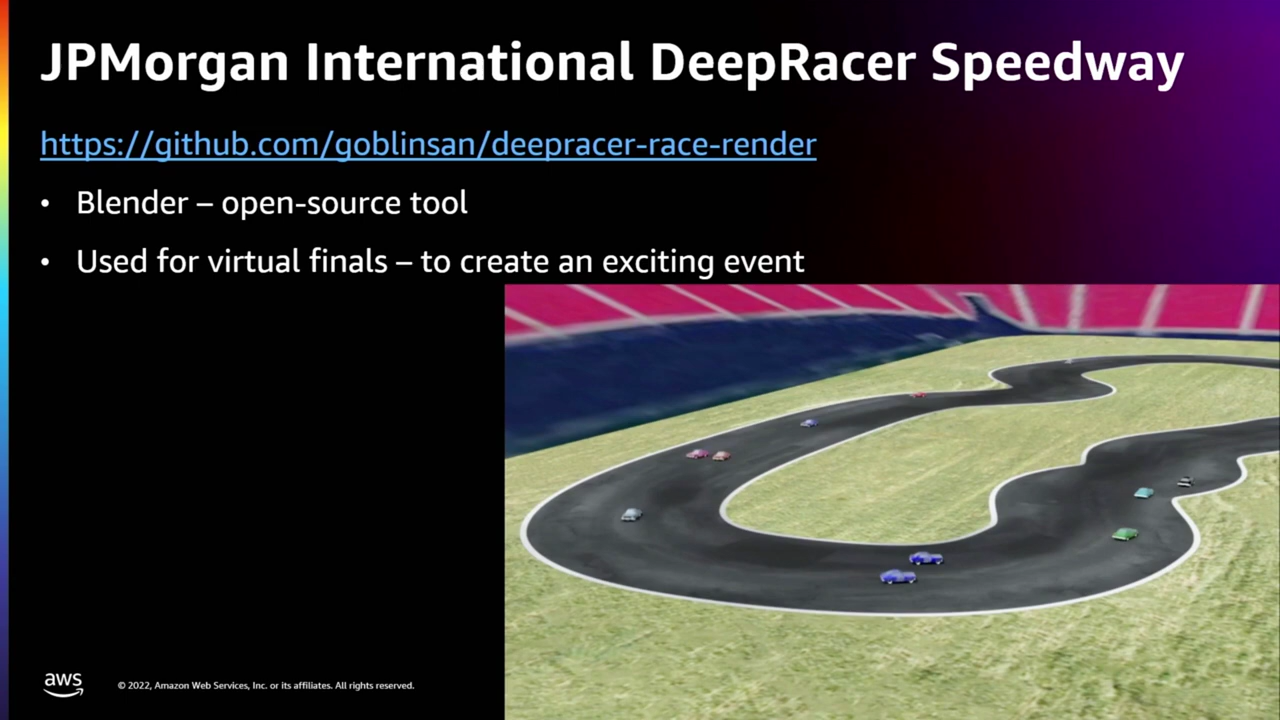 JPMorgan International DeepRacer Speedway
https://github.com/goblinsan/deepracer-race-render
• Blender – open-source tool
• Used for virtual finals – to create an exciting event
aws
© 2022, Amazon Web Services, Inc. or its affiliates. All rights reserved.